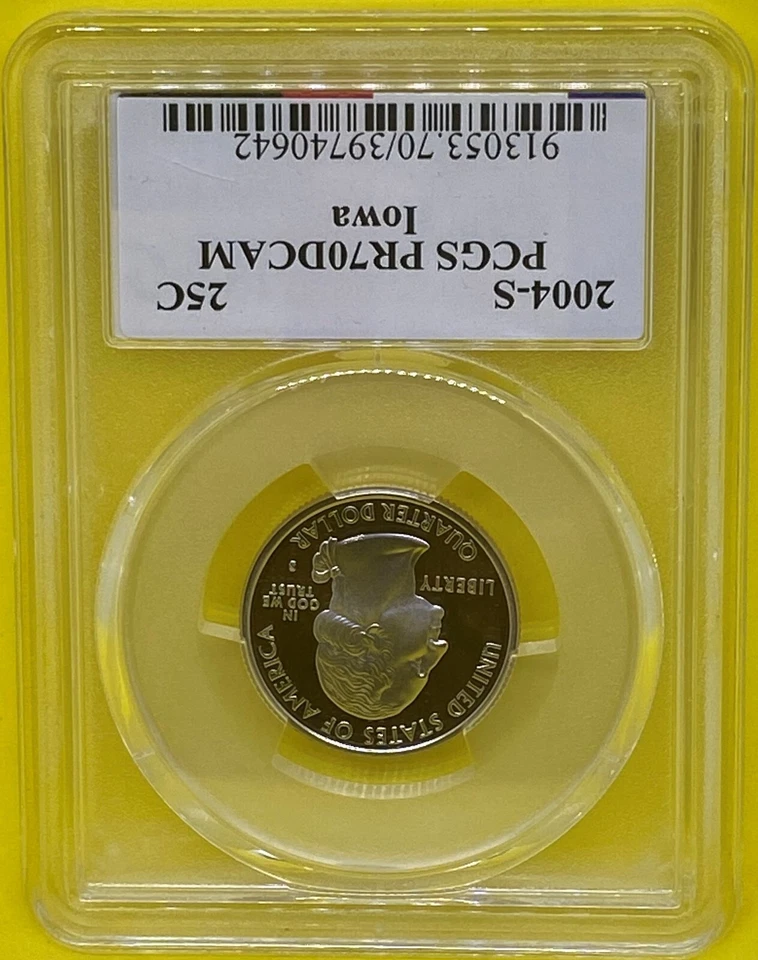 2004-S 25C
PCGS PR70DCAM
Iowa
913053.70/39740642
UNITED STATES OF AMERICA
LIBERTY
IN
GOD WE
TRUST
S
QUARTER DOLLAR